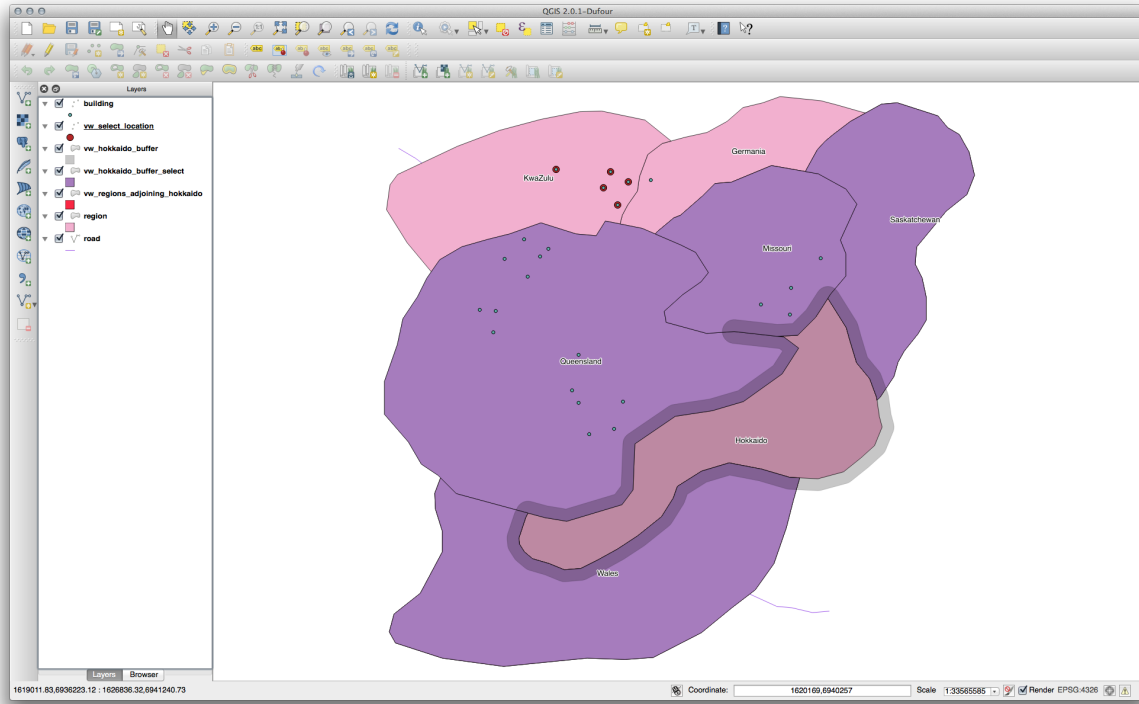 QGIS 2.0.1-Dufour
Layers
building
vw_select_location
vw_hokkaido_buffer
vw_hokkaido_buffer_select
vw_regions_adjoining_hokkaido
region
road
Germania
KwaZulu
Saskatchewan
Missouri
Queensland
Hokkaido
Wales
Layers Browser
1619011.83,6936223.12 : 1626836.32,6941240.73 Coordinate: 1620169,6940257 Scale 1:33565585 Render EPSG:4326